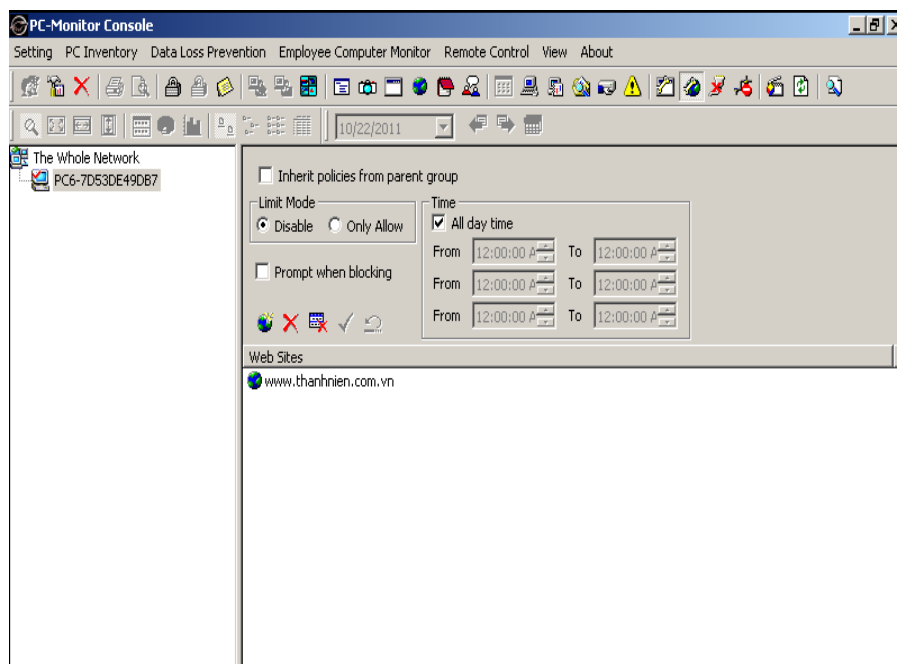 PC-Monitor Console
Setting PC Inventory Data Loss Prevention Employee Computer Monitor Remote Control View About
10/22/2011
The Whole Network
PC6-7D53DE49DB7
Inherit policies from parent group
Limit Mode
Disable Only Allow
Time
All day time
From 12:00:00 A To 12:00:00 A
Prompt when blocking
From 12:00:00 A To 12:00:00 A
From 12:00:00 A To 12:00:00 A
Web Sites
www.thanhnien.com.vn